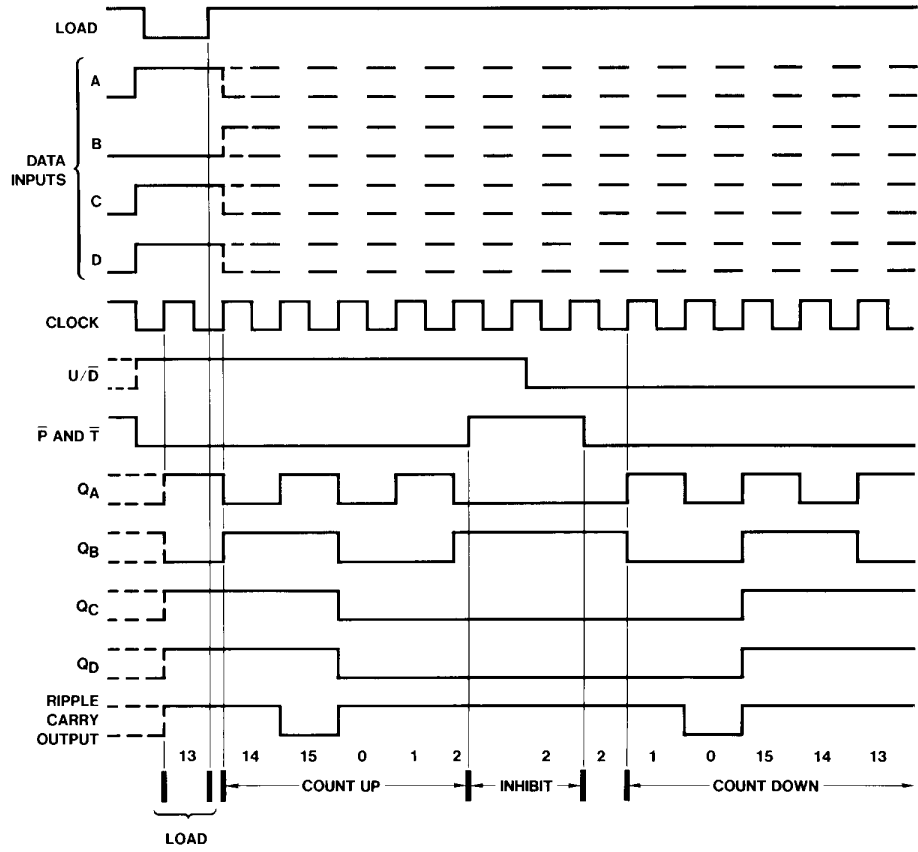 LOAD
A
B
DATA
INPUTS
C
D
CLOCK
U/D̅
P̅ AND T̅
QA
QB
QC
QD
RIPPLE
CARRY
OUTPUT
13 14 15 0 1 2 2 2 1 0 15 14 13
COUNT UP INHIBIT COUNT DOWN
LOAD